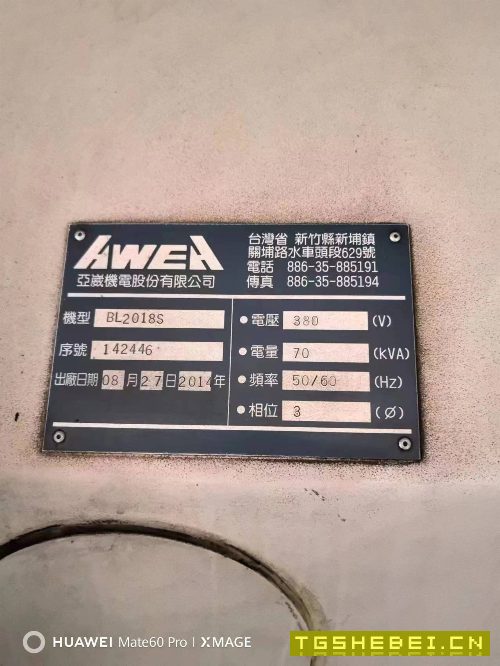 AWEA
亞崴機電股份有限公司
台灣省 新竹縣新埔鎮
關埔路水車頭段629號
電話 886-35-885191
傳真 886-35-885194
機型 BL2018S
序號 142446
出廠日期 08 月 27 日 2014 年
電壓 380 (V)
電量 70 (kVA)
頻率 50/60 (Hz)
相位 3 (Ø)
HUAWEI Mate60 Pro | XMAGE
TGSHEBEI.CN